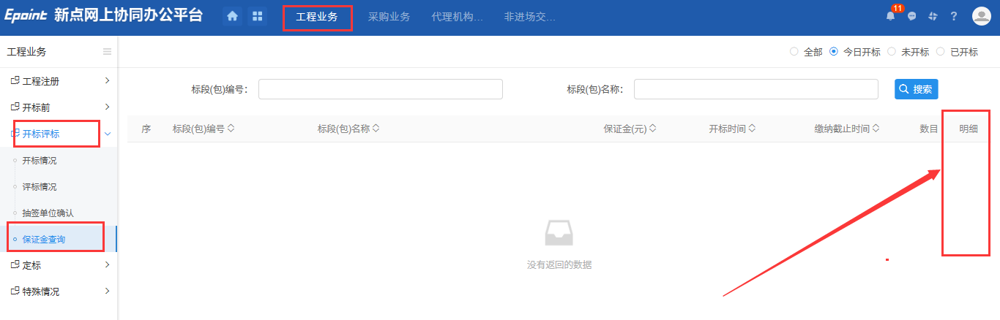 Epoint 新点网上协同办公平台 工程业务 采购业务 代理机构… 非进场交… 11
工程业务
全部 今日开标 未开标 已开标
工程注册
开标前
开标评标
开标情况
评标情况
抽签单位确认
保证金查询
定标
特殊情况
标段(包)编号： 标段(包)名称： 搜索
序 标段(包)编号 标段(包)名称 保证金(元) 开标时间 缴纳截止时间 数目 明细
没有返回的数据